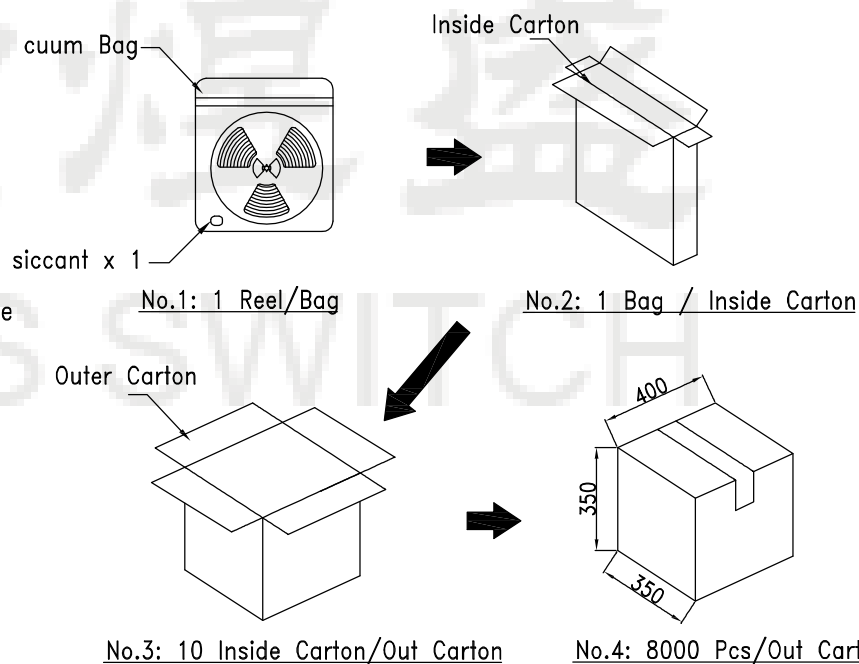 cuum Bag
Inside Carton
siccant x 1
e
No.1: 1 Reel/Bag
No.2: 1 Bag / Inside Carton
S SWITCH
Outer Carton
400
350
350
No.3: 10 Inside Carton/Out Carton
No.4: 8000 Pcs/Out Cart